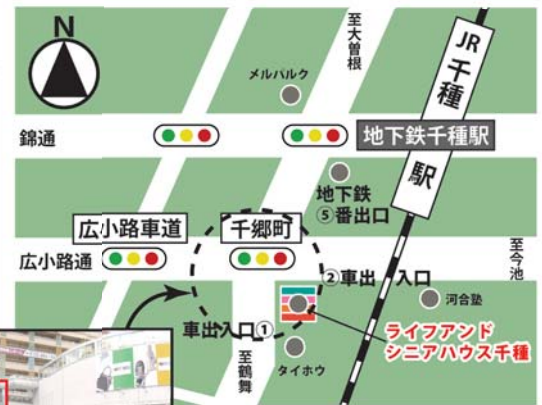 N
至大曽根
JR千種駅
メルパルク
錦通
地下鉄千種駅
地下鉄
⑤番出口
広小路車道
千郷町
広小路通
至今池
②車出入口
河合塾
車出入口①
ライフアンド
シニアハウス千種
至鶴舞
タイホウ